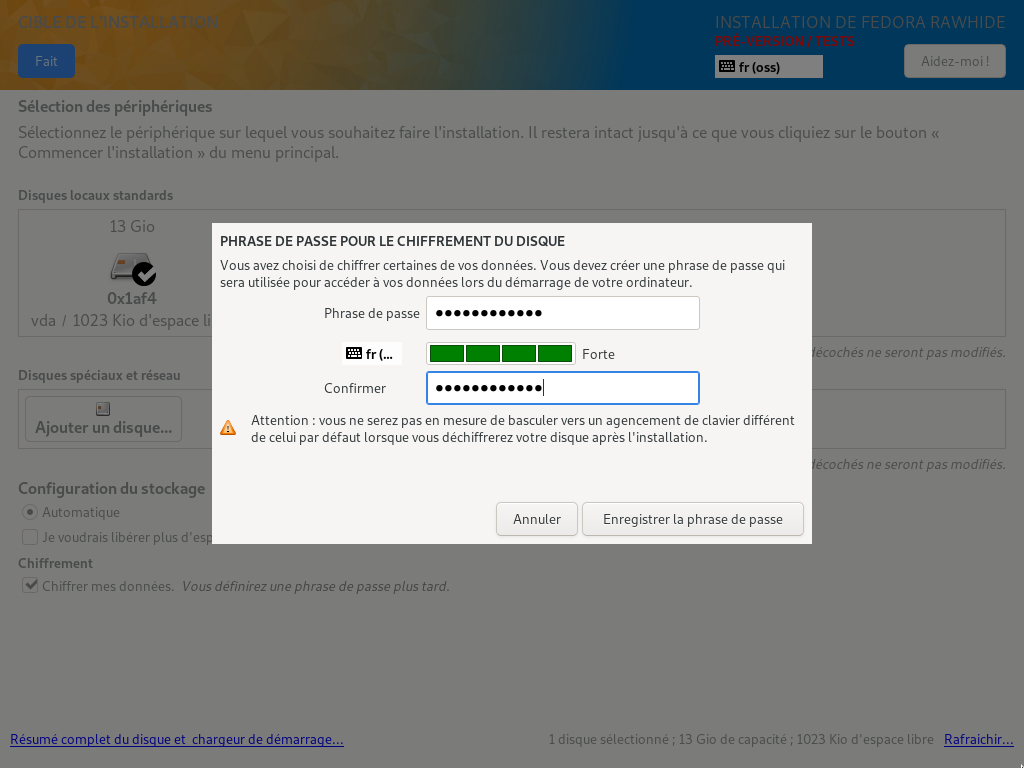 CIBLE DE L'INSTALLATION
INSTALLATION DE FEDORA RAWHIDE
PRÉ-VERSION / TESTS
Fait
fr (oss)
Aidez-moi !
Sélection des périphériques
Sélectionnez le périphérique sur lequel vous souhaitez faire l'installation. Il restera intact jusqu'à ce que vous cliquiez sur le bouton «
Commencer l'installation » du menu principal.
Disques locaux standards
13 Gio
0x1af4
vda / 1023 Kio d'espace li
décochés ne seront pas modifiés.
PHRASE DE PASSE POUR LE CHIFFREMENT DU DISQUE
Vous avez choisi de chiffrer certaines de vos données. Vous devez créer une phrase de passe qui
sera utilisée pour accéder à vos données lors du démarrage de votre ordinateur.
Phrase de passe ●●●●●●●●●●●●
fr (...
Forte
Confirmer ●●●●●●●●●●●●
Attention : vous ne serez pas en mesure de basculer vers un agencement de clavier différent
de celui par défaut lorsque vous déchiffrerez votre disque après l'installation.
Annuler
Enregistrer la phrase de passe
Disques spéciaux et réseau
Ajouter un disque...
décochés ne seront pas modifiés.
Configuration du stockage
Automatique
Je voudrais libérer plus d'esp
Chiffrement
Chiffrer mes données. Vous définirez une phrase de passe plus tard.
Résumé complet du disque et chargeur de démarrage...
1 disque sélectionné ; 13 Gio de capacité ; 1023 Kio d'espace libre
Rafraichir...